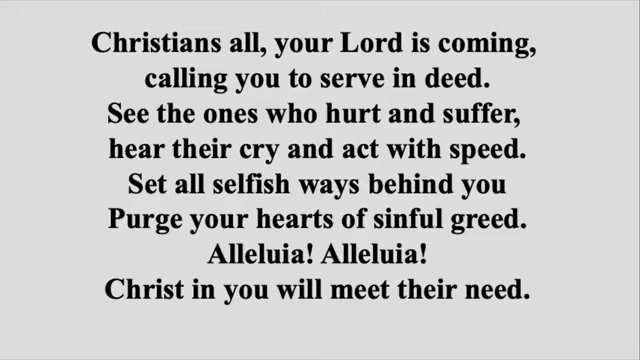 Christians all, your Lord is coming,
calling you to serve in deed.
See the ones who hurt and suffer,
hear their cry and act with speed.
Set all selfish ways behind you
Purge your hearts of sinful greed.
Alleluia! Alleluia!
Christ in you will meet their need.